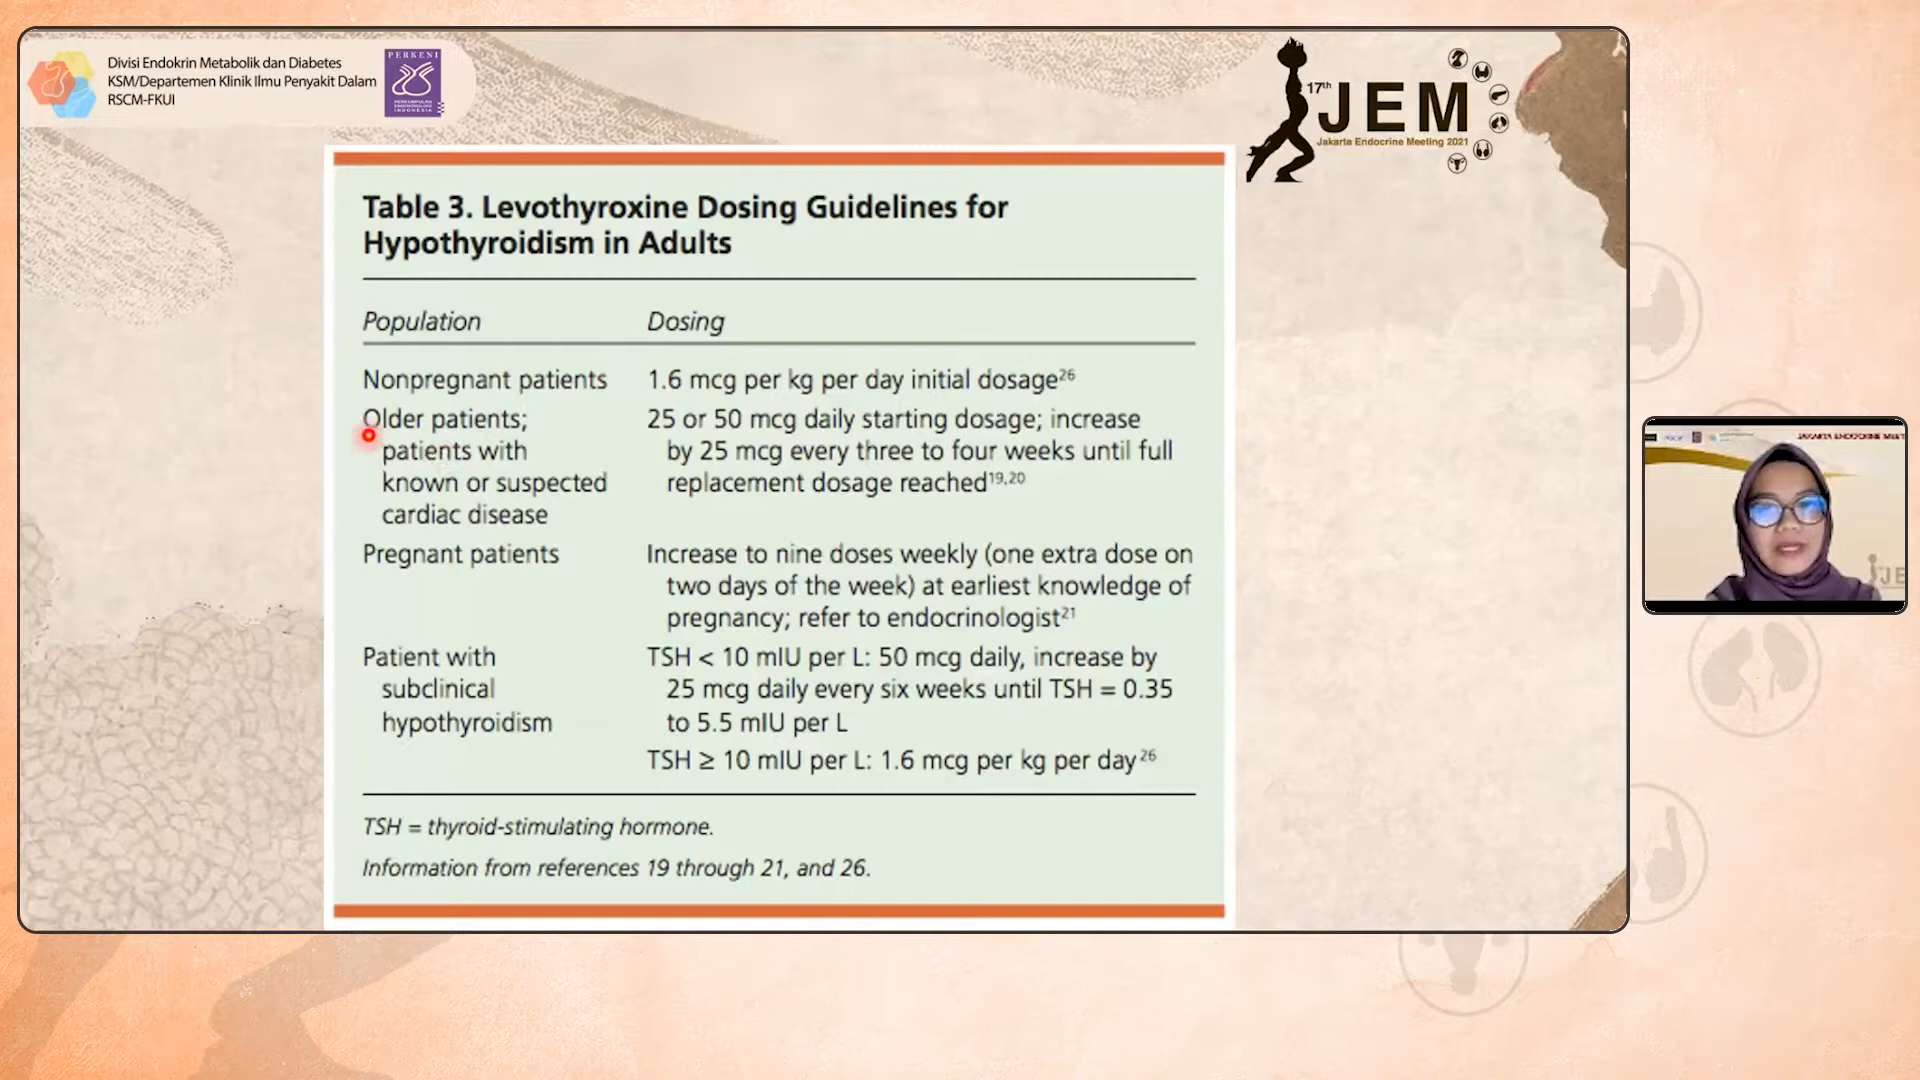 Divisi Endokrin Metabolik dan Diabetes
KSM/Departemen Klinik Ilmu Penyakit Dalam
RSCM-FKUI
PERKENI
PERKUMPULAN
ENDOKRINOLOGI
INDONESIA
17th
JEM
Jakarta Endocrine Meeting 2021
Table 3. Levothyroxine Dosing Guidelines for
Hypothyroidism in Adults
Population Dosing
Nonpregnant patients 1.6 mcg per kg per day initial dosage26
Older patients; 25 or 50 mcg daily starting dosage; increase
patients with by 25 mcg every three to four weeks until full
known or suspected replacement dosage reached19,20
cardiac disease
Pregnant patients Increase to nine doses weekly (one extra dose on
two days of the week) at earliest knowledge of
pregnancy; refer to endocrinologist21
Patient with TSH < 10 mIU per L: 50 mcg daily, increase by
subclinical 25 mcg daily every six weeks until TSH = 0.35
hypothyroidism to 5.5 mIU per L
TSH ≥ 10 mIU per L: 1.6 mcg per kg per day26
TSH = thyroid-stimulating hormone.
Information from references 19 through 21, and 26.
JAKARTA ENDOCRINE MEET
JE